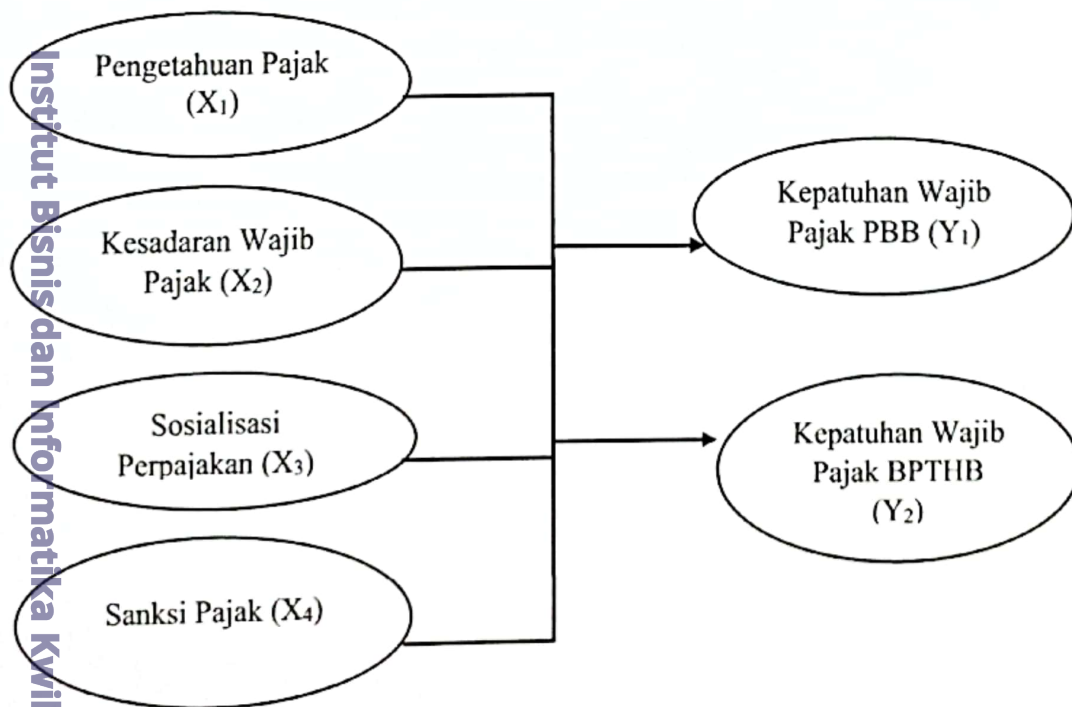 Institut Bisnis dan Informatika Kwi
Pengetahuan Pajak
(X₁)
Kesadaran Wajib
Pajak (X₂)
Sosialisasi
Perpajakan (X₃)
Sanksi Pajak (X₄)
Kepatuhan Wajib
Pajak PBB (Y₁)
Kepatuhan Wajib
Pajak BPTHB
(Y₂)